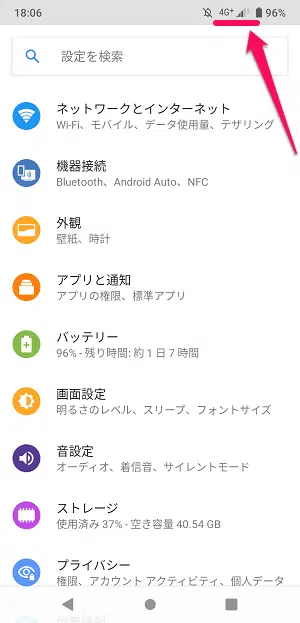 18:06 4G+ 96%
設定を検索
ネットワークとインターネット
Wi-Fi、モバイル、データ使用量、テザリング
機器接続
Bluetooth、Android Auto、NFC
外観
壁紙、時計
アプリと通知
アプリの権限、標準アプリ
バッテリー
96% - 残り時間: 約 1 日 7 時間
画面設定
明るさのレベル、スリープ、フォントサイズ
音設定
オーディオ、着信音、サイレントモード
ストレージ
使用済み 37% - 空き容量 40.54 GB
プライバシー
権限、アカウント アクティビティ、個人データ